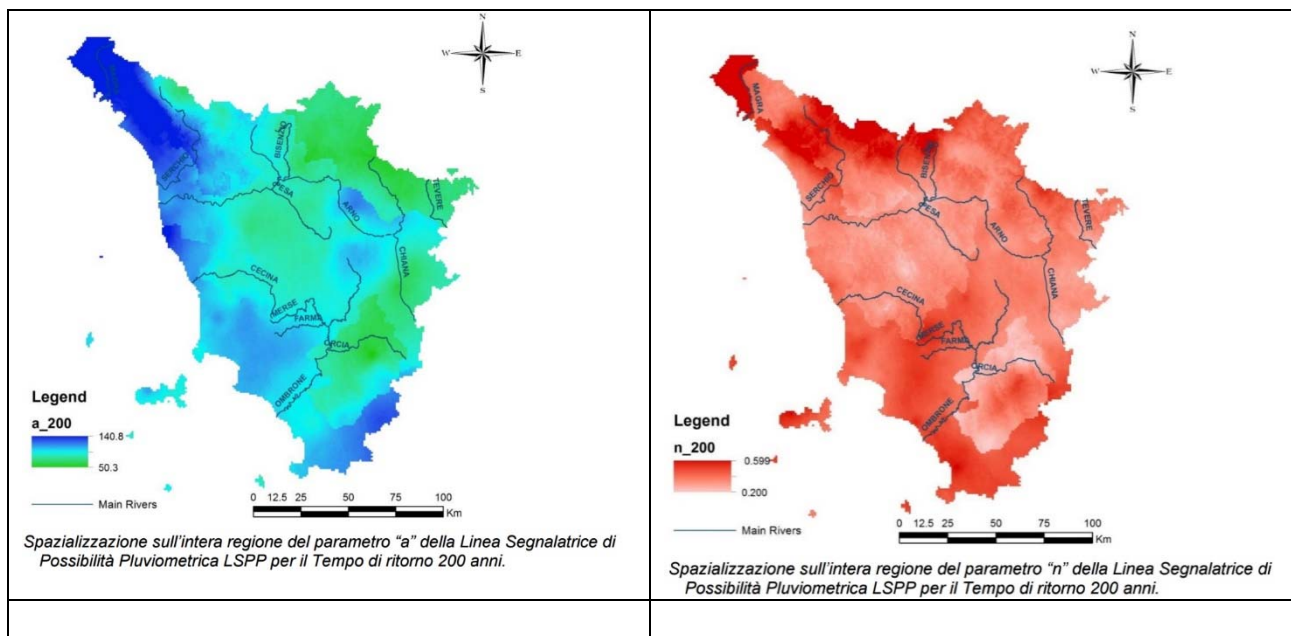 N
W E
S
MAGRA
SERCHIO
BISENZIO
PESA
ARNO
TEVERE
CHIANA
CECINA
MERSE
FARMA
ORCIA
OMBRONE
Legend
a_200
140.8
50.3
Main Rivers
0 12.5 25 50 75 100
Km
Spazializzazione sull'intera regione del parametro "a" della Linea Segnalatrice di
Possibilità Pluviometrica LSPP per il Tempo di ritorno 200 anni.
N
W E
S
MAGRA
SERCHIO
BISENZIO
PESA
ARNO
TEVERE
CHIANA
CECINA
MERSE
FARMA
ORCIA
OMBRONE
Legend
n_200
0.599
0.200
Main Rivers
0 12.5 25 50 75 100
Km
Spazializzazione sull'intera regione del parametro "n" della Linea Segnalatrice di
Possibilità Pluviometrica LSPP per il Tempo di ritorno 200 anni.